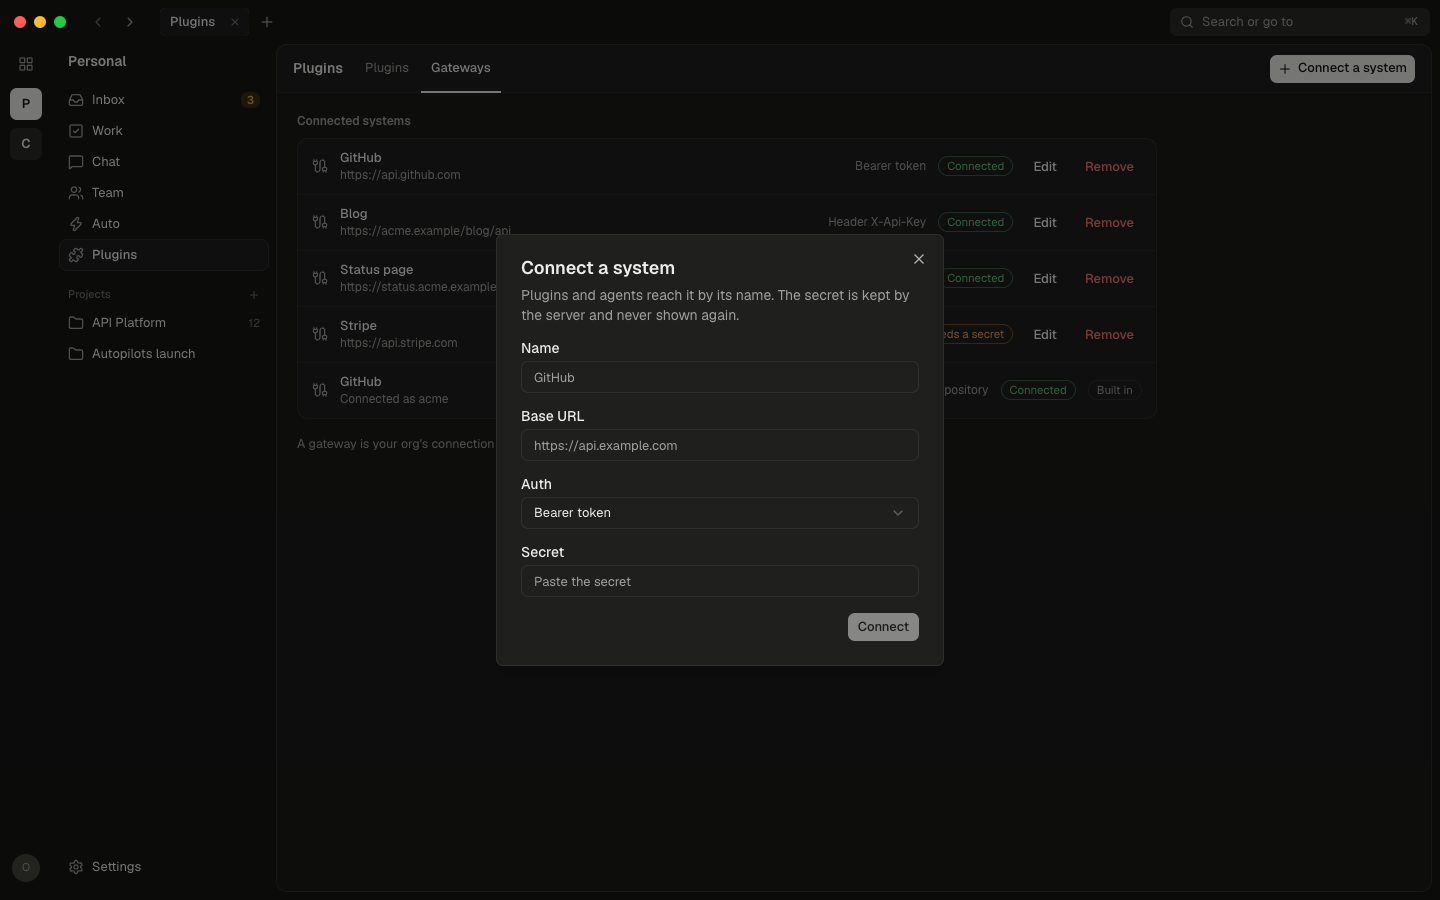 Plugins
Search or go to
⌘K
Personal
P
C
Inbox
3
Work
Chat
Team
Auto
Plugins
Projects
API Platform
12
Autopilots launch
O
Settings
Plugins
Plugins
Gateways
Connect a system
Connected systems
GitHub
https://api.github.com
Bearer token
Connected
Edit
Remove
Blog
https://acme.example/blog/api
Header X-Api-Key
Connected
Edit
Remove
Status page
https://status.acme.example
Connected
Edit
Remove
Stripe
https://api.stripe.com
a secret
Edit
Remove
GitHub
Connected as acme
Connected
Built in
A gateway is your org's connection
Connect a system
Plugins and agents reach it by its name. The secret is kept by
the server and never shown again.
Name
GitHub
Base URL
https://api.example.com
Auth
Bearer token
Secret
Paste the secret
Connect